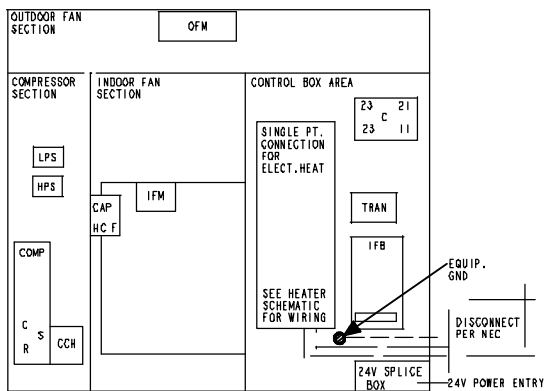 OUTDOOR FAN
SECTION
OFM
COMPRESSOR
SECTION
INDOOR FAN
SECTION
CONTROL BOX AREA
23 21
C
23 11
SINGLE PT.
CONNECTION
FOR
ELECT.HEAT
LPS
HPS
IFM
CAP
H C F
TRAN
IFB
COMP
EQUIP.
GND
SEE HEATER
SCHEMATIC
FOR WIRING
C
S
R
CCH
DISCONNECT
PER NEC
24V SPLICE
BOX
24V POWER ENTRY